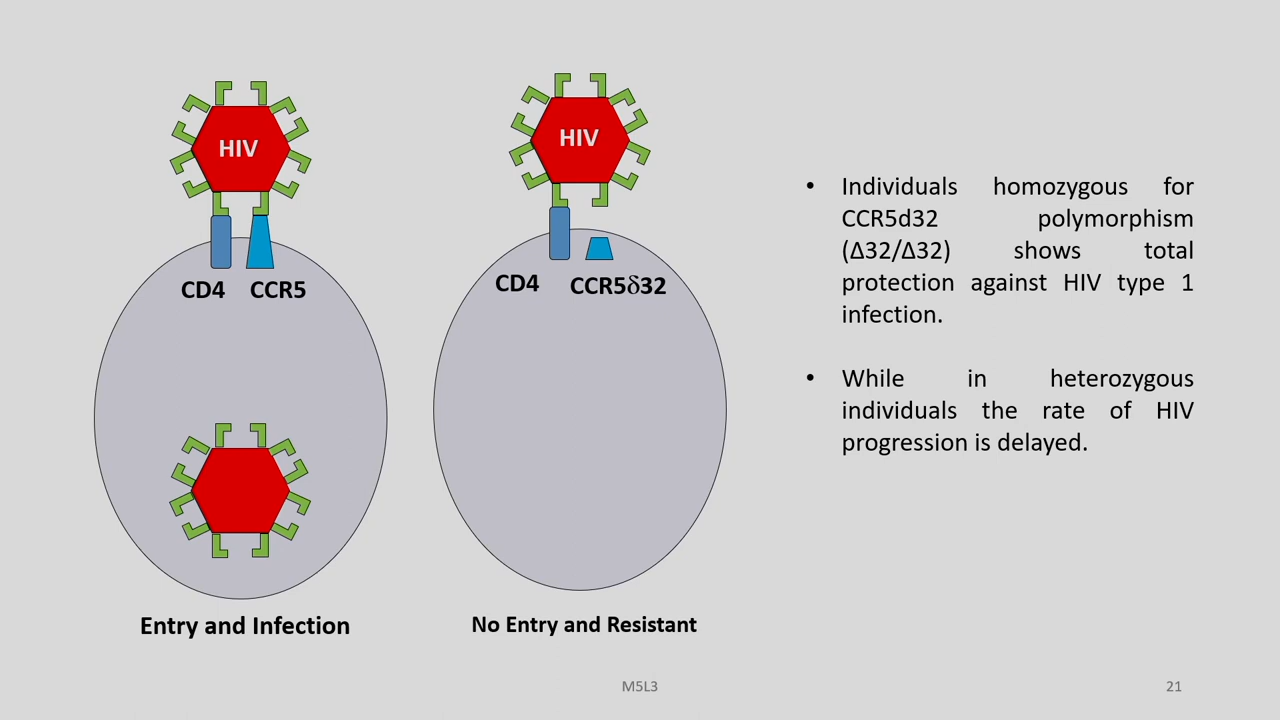 HIV
HIV
CD4 CCR5
CD4 CCR5δ32
Entry and Infection
No Entry and Resistant
• Individuals homozygous for
CCR5d32 polymorphism
(Δ32/Δ32) shows total
protection against HIV type 1
infection.
• While in heterozygous
individuals the rate of HIV
progression is delayed.
M5L3
21